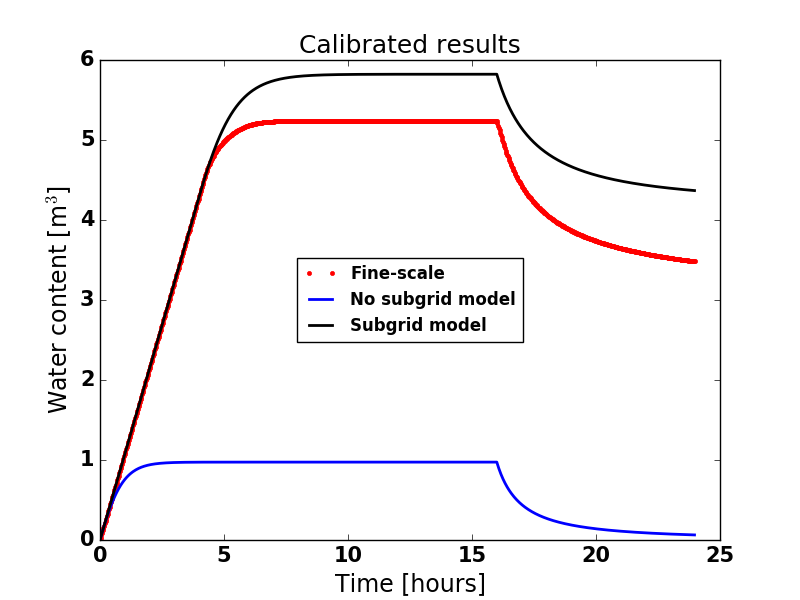 Calibrated results
6
5
4
3
2
1
0
Water content [m³]
Fine-scale
No subgrid model
Subgrid model
0 5 10 15 20 25
Time [hours]